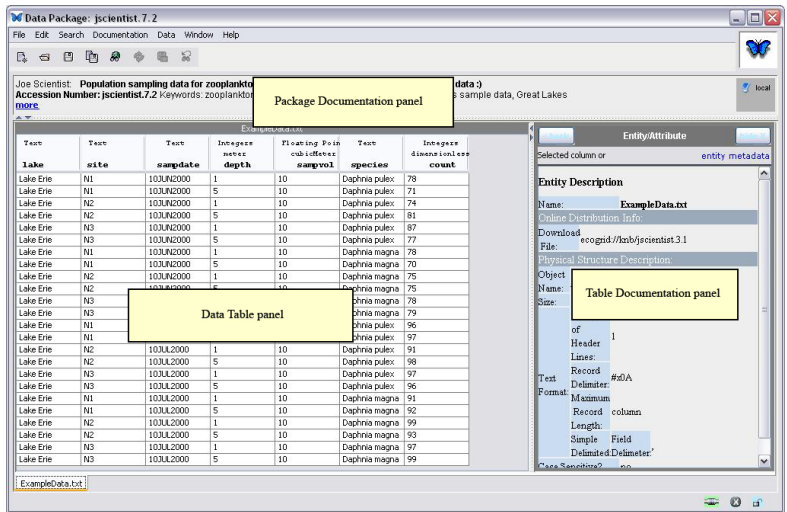 Data Package: jscientist.7.2
File Edit Search Documentation Data Window Help
Joe Scientist: Population sampling data for zooplankto data :)
Accession Number: jscientist.7.2 Keywords: zooplankto sample data, Great Lakes
more
local
Package Documentation panel
ExampleData.txt
Text Text Text Integers Floating Poin Text Integers
meter cubicMeter dimensionless
lake site sampdate depth sampvol species count
Lake Erie N1 10JUN2000 1 10 Daphnia pulex 78
Lake Erie N1 10JUN2000 5 10 Daphnia pulex 71
Lake Erie N2 10JUN2000 1 10 Daphnia pulex 74
Lake Erie N2 10JUN2000 5 10 Daphnia pulex 81
Lake Erie N3 10JUN2000 1 10 Daphnia pulex 87
Lake Erie N3 10JUN2000 5 10 Daphnia pulex 77
Lake Erie N1 10JUN2000 1 10 Daphnia magna 78
Lake Erie N1 10JUN2000 5 10 Daphnia magna 70
Lake Erie N2 10JUN2000 1 10 Daphnia magna 75
Lake Erie N2 10JUN2000 5 10 Daphnia magna 75
Lake Erie N3 Daphnia magna 78
Lake Erie N3 Daphnia magna 79
Lake Erie N1 Daphnia pulex 96
Lake Erie N1 Daphnia pulex 97
Lake Erie N2 10JUL2000 1 10 Daphnia pulex 91
Lake Erie N2 10JUL2000 5 10 Daphnia pulex 98
Lake Erie N3 10JUL2000 1 10 Daphnia pulex 97
Lake Erie N3 10JUL2000 5 10 Daphnia pulex 96
Lake Erie N1 10JUL2000 1 10 Daphnia magna 91
Lake Erie N1 10JUL2000 5 10 Daphnia magna 92
Lake Erie N2 10JUL2000 1 10 Daphnia magna 99
Lake Erie N2 10JUL2000 5 10 Daphnia magna 93
Lake Erie N3 10JUL2000 1 10 Daphnia magna 97
Lake Erie N3 10JUL2000 5 10 Daphnia magna 99
Data Table panel
Entity/Attribute
Selected column or entity metadata
Entity Description
Name: ExampleData.txt
Online Distribution Info:
Download
File: ecogrid://knb/jscientist.3.1
Physical Structure Description:
Object
Name:
Size:
Table Documentation panel
of
Header 1
Lines:
Record
Delimiter: #x0A
Text
Format:
Maximum
Record column
Length:
Simple Field
Delimited: Delimeter:'
Case Sensitive? no
ExampleData.txt